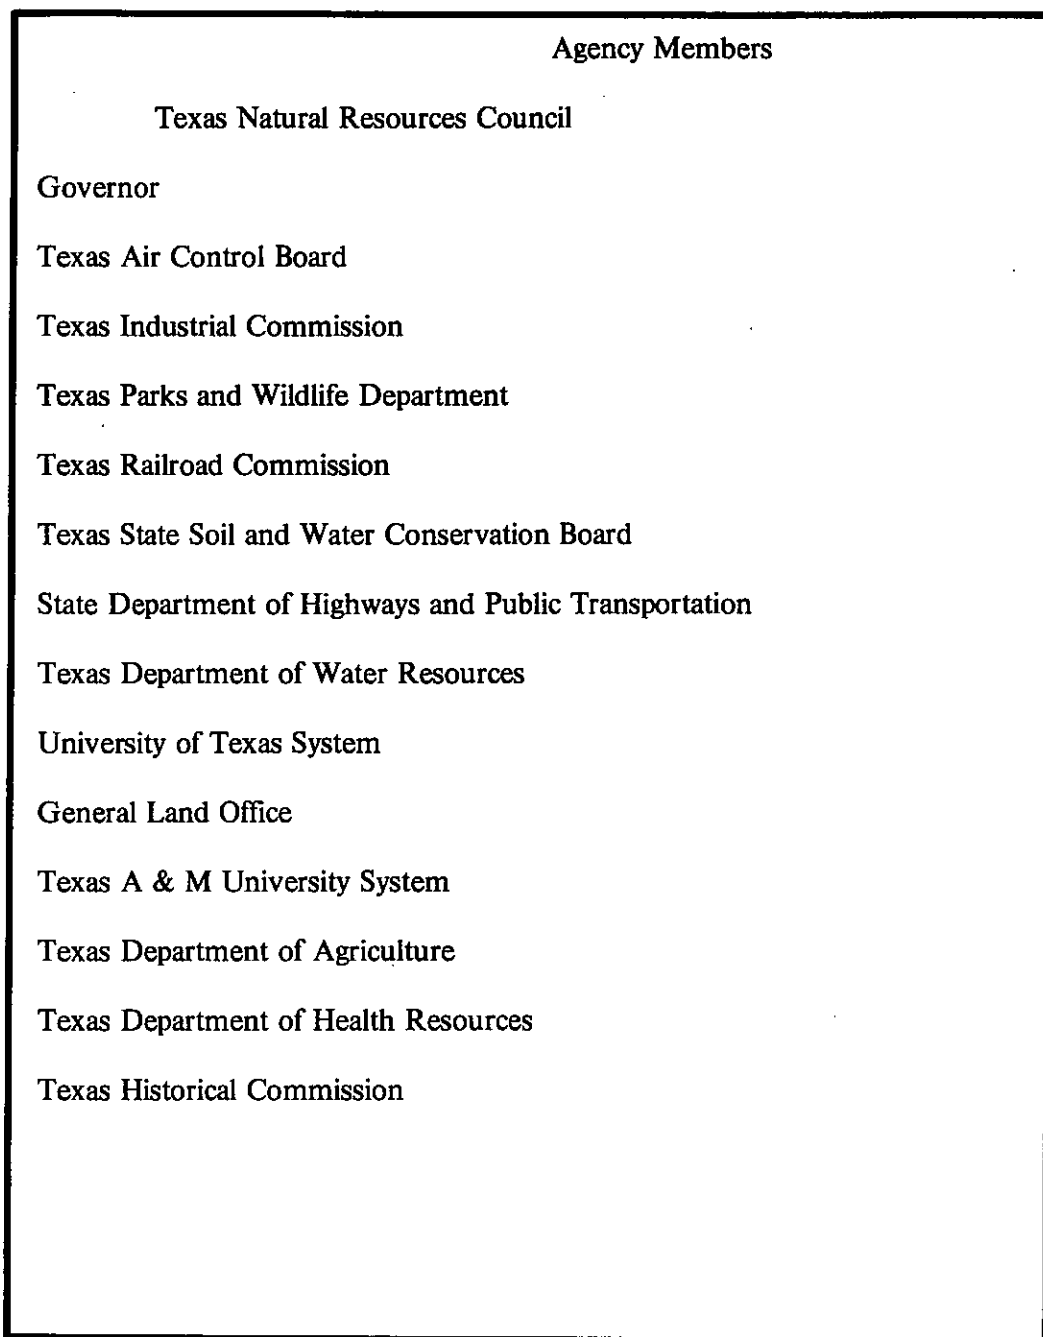 Agency Members
Texas Natural Resources Council
Governor
Texas Air Control Board
Texas Industrial Commission
Texas Parks and Wildlife Department
Texas Railroad Commission
Texas State Soil and Water Conservation Board
State Department of Highways and Public Transportation
Texas Department of Water Resources
University of Texas System
General Land Office
Texas A & M University System
Texas Department of Agriculture
Texas Department of Health Resources
Texas Historical Commission